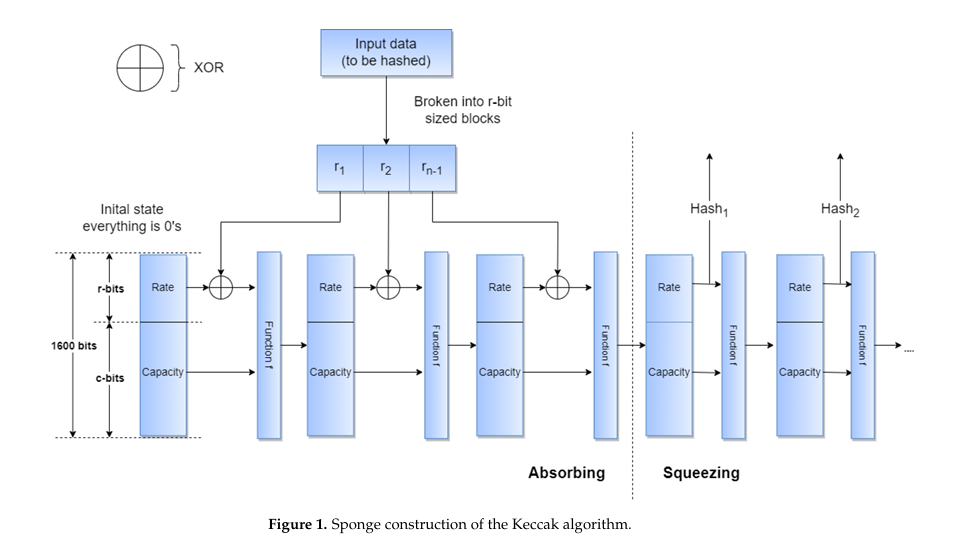 XOR
Input data
(to be hashed)
Broken into r-bit
sized blocks
r1
r2
rn-1
Inital state
everything is 0's
Hash1
Hash2
1600 bits
r-bits
c-bits
Rate
Capacity
Function f
Rate
Capacity
Function f
Rate
Capacity
Function f
Rate
Capacity
Function f
Rate
Capacity
Function f
....
Absorbing
Squeezing
Figure 1. Sponge construction of the Keccak algorithm.